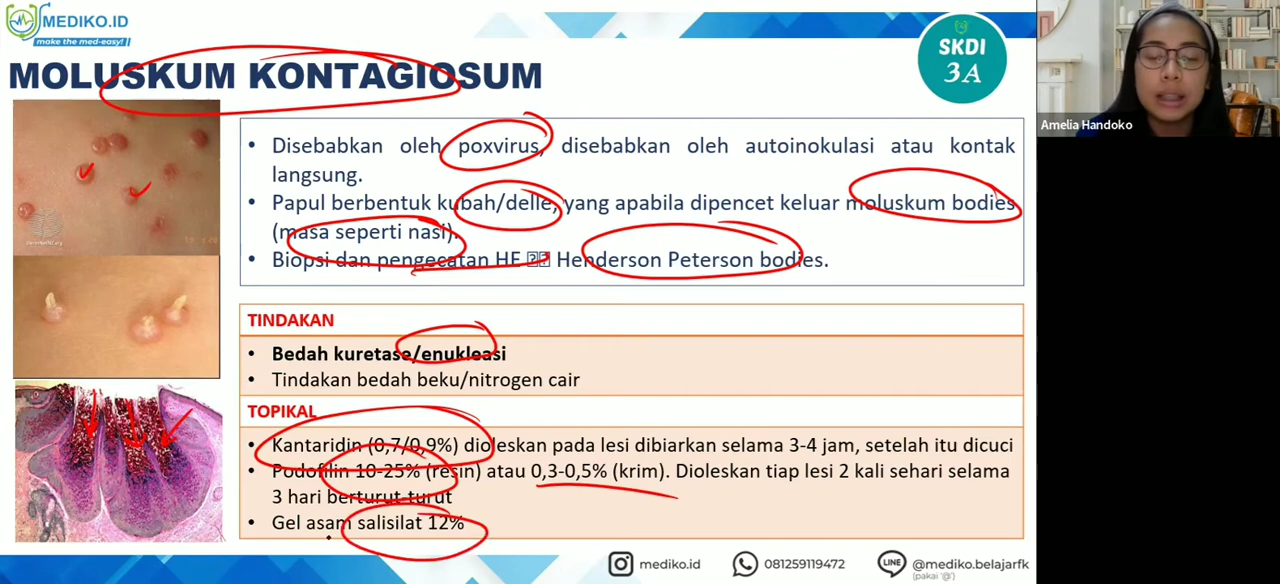 MEDIKO.ID
make the med-easy!
SKDI
3A
Amelia Handoko
MOLUSKUM KONTAGIOSUM
• Disebabkan oleh poxvirus, disebabkan oleh autoinokulasi atau kontak
langsung.
• Papul berbentuk kubah/delle, yang apabila dipencet keluar moluskum bodies
(masa seperti nasi).
• Biopsi dan pengecatan HE Henderson Peterson bodies.
TINDAKAN
• Bedah kuretase/enukleasi
• Tindakan bedah beku/nitrogen cair
TOPIKAL
• Kantaridin (0,7/0,9%) dioleskan pada lesi dibiarkan selama 3-4 jam, setelah itu dicuci
• Podofilin 10-25% (resin) atau 0,3-0,5% (krim). Dioleskan tiap lesi 2 kali sehari selama
3 hari berturut-turut
• Gel asam salisilat 12%
mediko.id
081259119472
LINE
@mediko.belajarfk
(pakai '@')